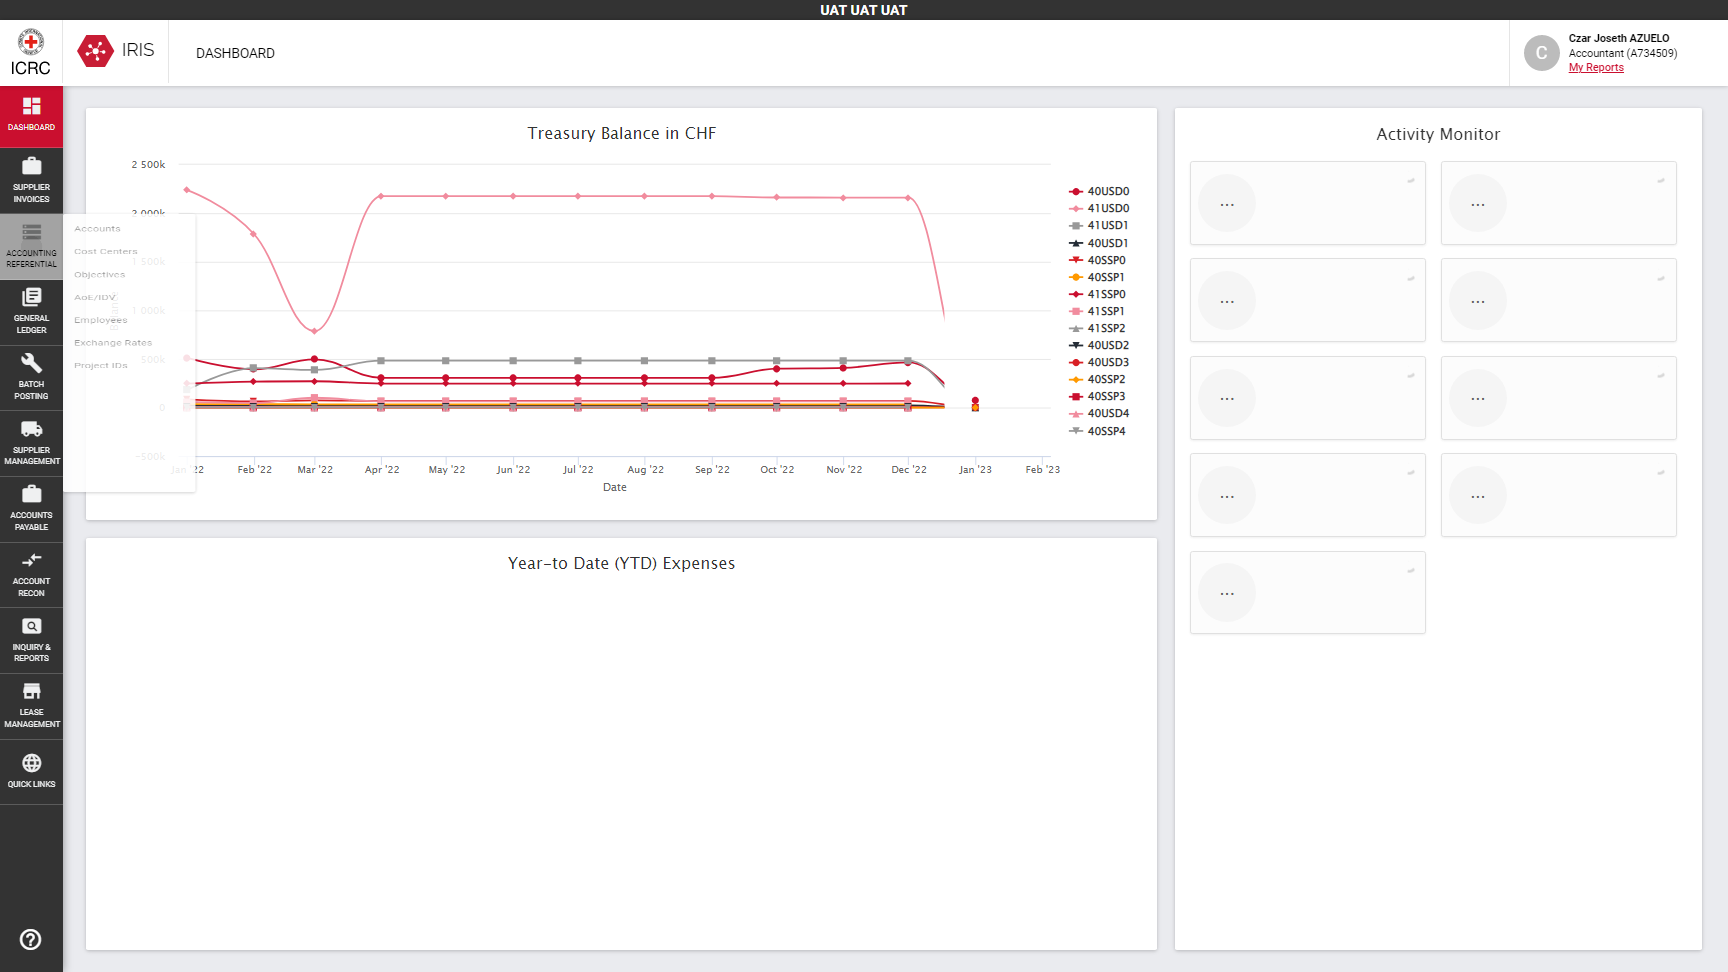 UAT UAT UAT
ICRC
IRIS
DASHBOARD
C
Czar Joseth AZUELO
Accountant (A734509)
My Reports
DASHBOARD
SUPPLIER
INVOICES
ACCOUNTING
REFERENTIAL
GENERAL
LEDGER
BATCH
POSTING
SUPPLIER
MANAGEMENT
ACCOUNTS
PAYABLE
ACCOUNT
RECON
INQUIRY &
REPORTS
LEASE
MANAGEMENT
QUICK LINKS
Accounts
Cost Centers
Objectives
AoE/IDV
Employees
Exchange Rates
Project IDs
Treasury Balance in CHF
2 500k
2 000k
1 500k
1 000k
500k
0
-500k
Jan '22
Feb '22
Mar '22
Apr '22
May '22
Jun '22
Jul '22
Aug '22
Sep '22
Oct '22
Nov '22
Dec '22
Jan '23
Feb '23
Date
40USD0
41USD0
41USD1
40USD1
40SSP0
40SSP1
41SSP0
41SSP1
41SSP2
40USD2
40USD3
40SSP2
40SSP3
40USD4
40SSP4
Year-to Date (YTD) Expenses
Activity Monitor
...
...
...
...
...
...
...
...
...